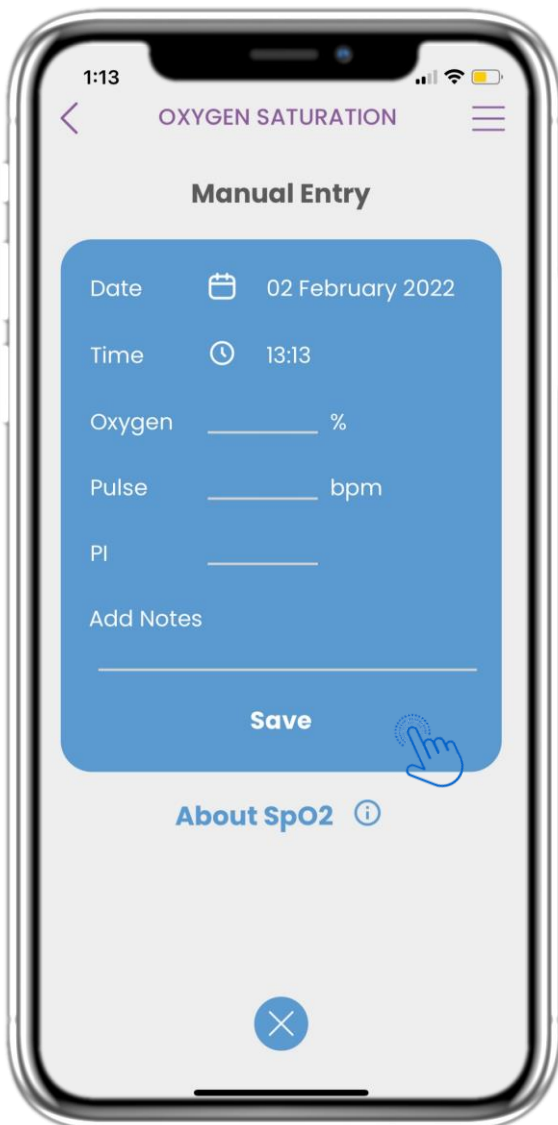 1:13
OXYGEN SATURATION
Manual Entry
Date 02 February 2022
Time 13:13
Oxygen %
Pulse bpm
PI
Add Notes
Save
About SpO2